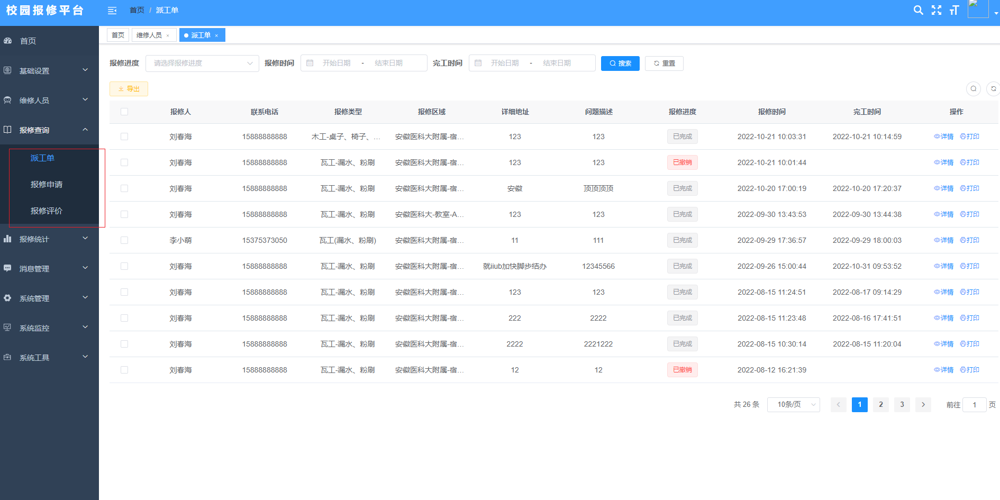 校园报修平台
首页 / 派工单
首页
维修人员 ×
派工单 ×
首页
基础设置
维修人员
报修查询
派工单
报修申请
报修评价
报修统计
消息管理
系统管理
系统监控
系统工具
报修进度 请选择报修进度 报修时间 开始日期 - 结束日期 完工时间 开始日期 - 结束日期 搜索 重置
导出
报修人 联系电话 报修类型 报修区域 详细地址 问题描述 报修进度 报修时间 完工时间 操作
刘春海 15888888888 木工-桌子、椅子、... 安徽医科大附属-宿... 123 123 已完成 2022-10-21 10:03:31 2022-10-21 10:14:59 详情 打印
刘春海 15888888888 瓦工-漏水、粉刷 安徽医科大附属-宿... 123 123 已撤销 2022-10-21 10:01:44 详情 打印
刘春海 15888888888 瓦工-漏水、粉刷 安徽医科大附属-宿... 安徽 顶顶顶顶 已完成 2022-10-20 17:00:19 2022-10-20 17:20:37 详情 打印
刘春海 15888888888 瓦工-漏水、粉刷 安徽医科大-教室-A... 123 123 已完成 2022-09-30 13:43:53 2022-09-30 13:44:38 详情 打印
李小萌 15375373050 瓦工(漏水、粉刷) 安徽医科大附属-宿... 11 111 已完成 2022-09-29 17:36:57 2022-09-29 18:00:03 详情 打印
刘春海 15888888888 瓦工-漏水、粉刷 安徽医科大附属-宿... 就iiub加快脚步结办 12345566 已完成 2022-09-26 15:00:44 2022-10-31 09:53:52 详情 打印
刘春海 15888888888 瓦工-漏水、粉刷 安徽医科大附属-宿... 123 123 已完成 2022-08-15 11:24:51 2022-08-17 09:14:29 详情 打印
刘春海 15888888888 瓦工-漏水、粉刷 安徽医科大附属-宿... 222 2222 已完成 2022-08-15 11:23:48 2022-08-16 17:41:51 详情 打印
刘春海 15888888888 瓦工-漏水、粉刷 安徽医科大附属-宿... 2222 2221222 已完成 2022-08-15 10:30:14 2022-08-15 11:20:04 详情 打印
刘春海 15888888888 瓦工-漏水、粉刷 安徽医科大附属-宿... 12 12 已撤销 2022-08-12 16:21:39 详情 打印
共 26 条 10条/页 1 2 3 前往 1 页